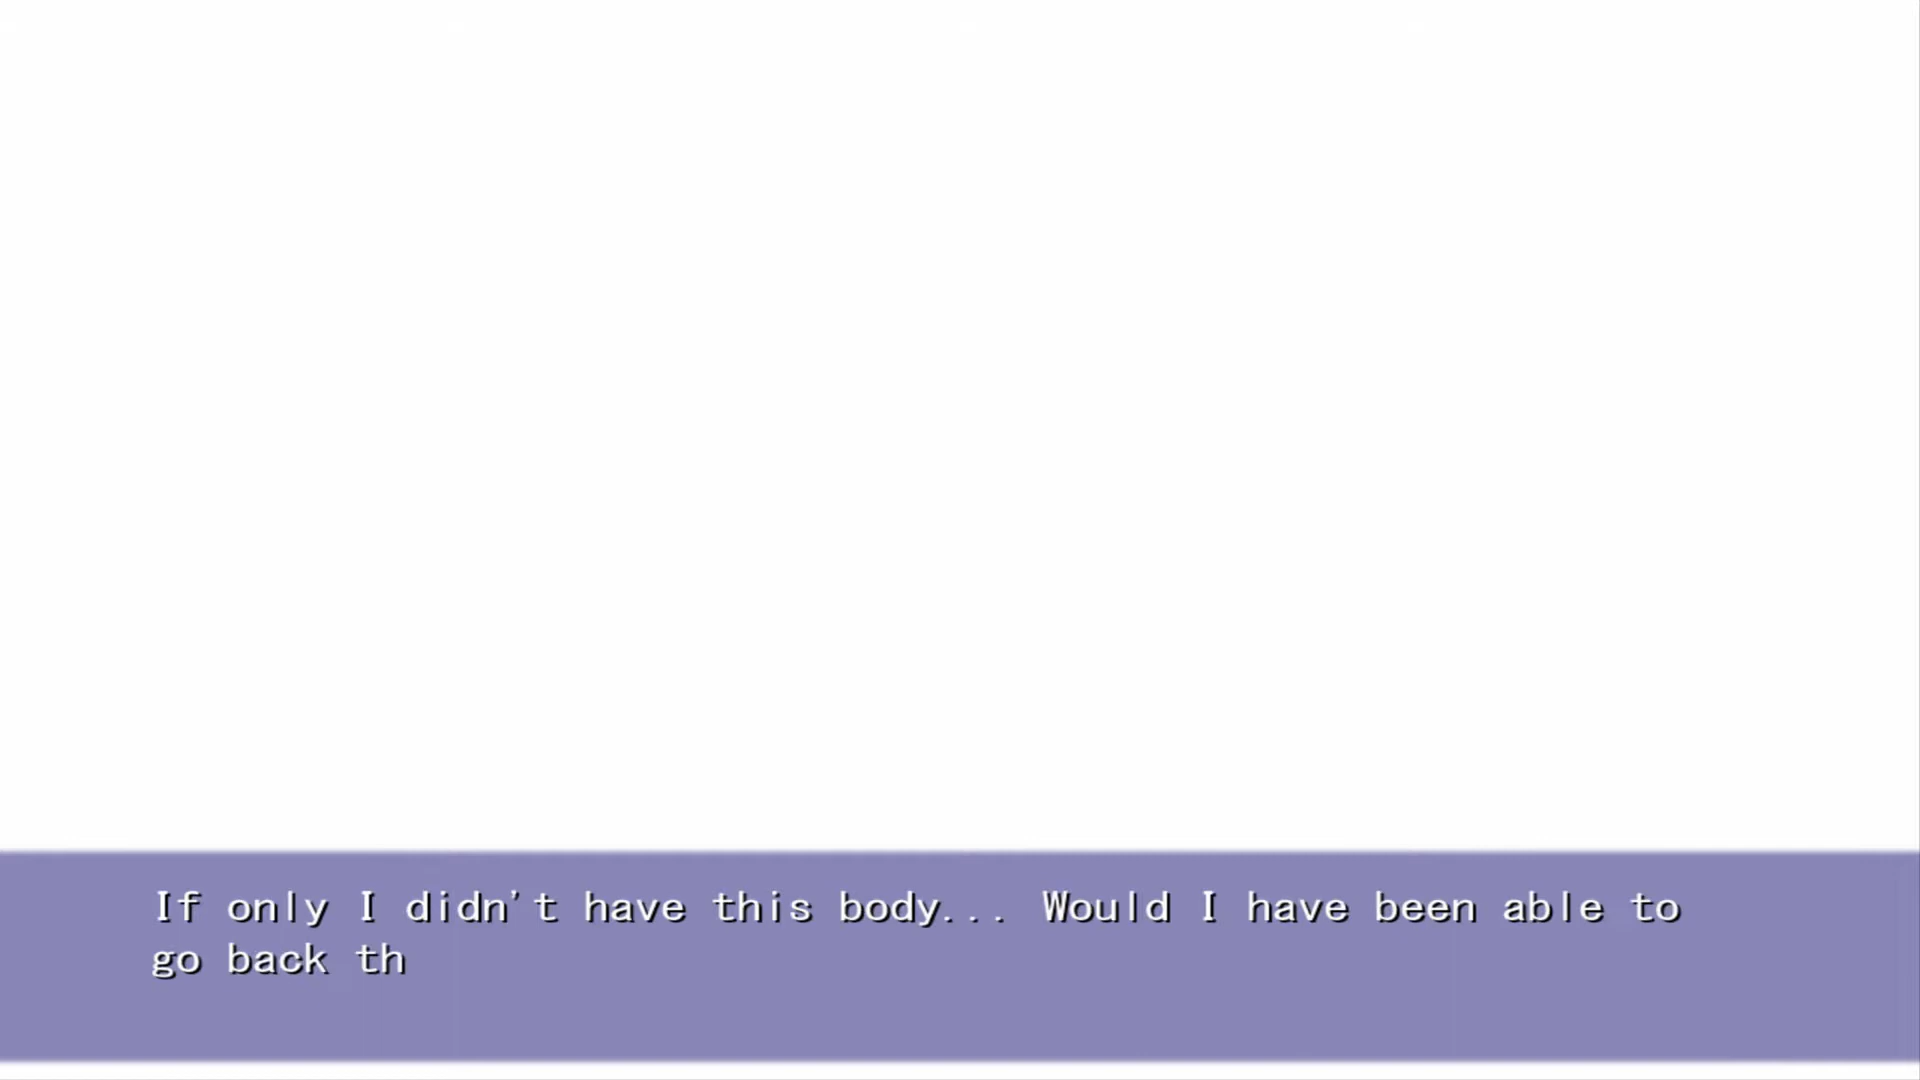 If only I didn't have this body... Would I have been able to
go back th